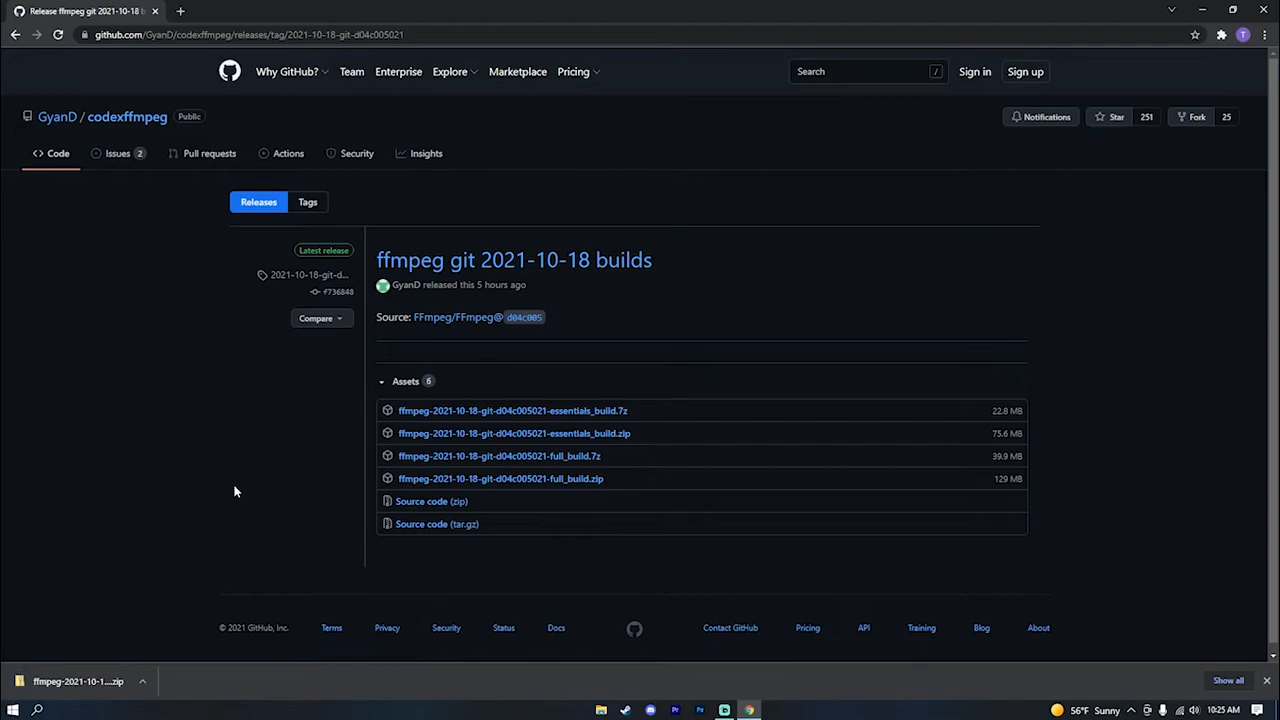 Release ffmpeg git 2021-10-18 b
github.com/GyanD/codexffmpeg/releases/tag/2021-10-18-git-d04c005021
T
Why GitHub? Team Enterprise Explore Marketplace Pricing Search / Sign in Sign up
GyanD / codexffmpeg Public Notifications Star 251 Fork 25
Code Issues 2 Pull requests Actions Security Insights
Releases Tags
Latest release
2021-10-18-git-d...
f736848
Compare
ffmpeg git 2021-10-18 builds
GyanD released this 5 hours ago
Source: FFmpeg/FFmpeg@d04c005
Assets 6
ffmpeg-2021-10-18-git-d04c005021-essentials_build.7z 22.8 MB
ffmpeg-2021-10-18-git-d04c005021-essentials_build.zip 75.6 MB
ffmpeg-2021-10-18-git-d04c005021-full_build.7z 39.9 MB
ffmpeg-2021-10-18-git-d04c005021-full_build.zip 129 MB
Source code (zip)
Source code (tar.gz)
© 2021 GitHub, Inc. Terms Privacy Security Status Docs Contact GitHub Pricing API Training Blog About
ffmpeg-2021-10-1....zip Show all
Pr Ps 56°F Sunny 10:25 AM